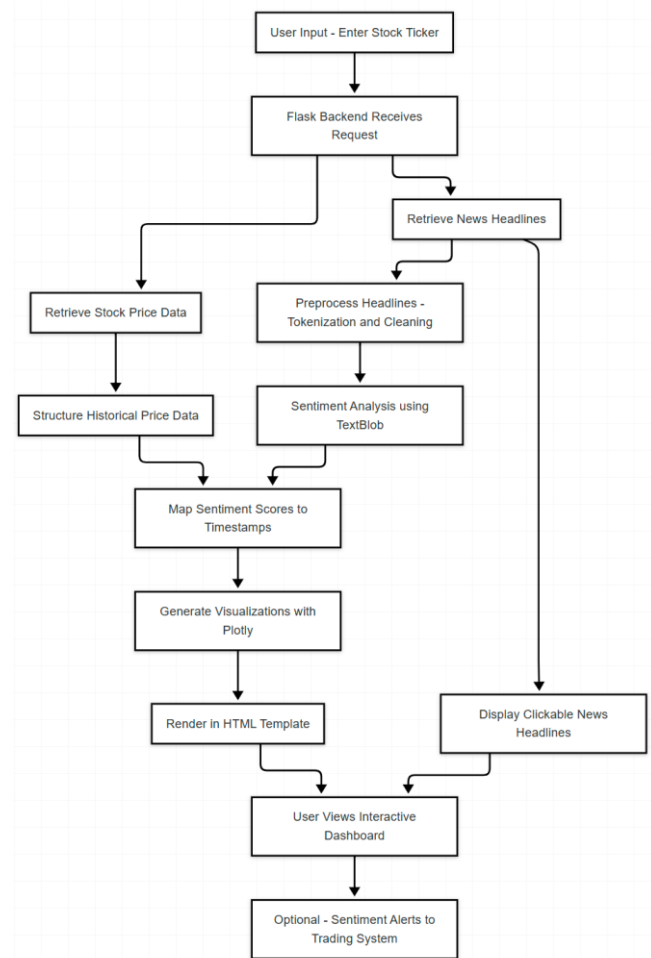 User Input - Enter Stock Ticker
Flask Backend Receives
Request
Retrieve News Headlines
Retrieve Stock Price Data
Preprocess Headlines -
Tokenization and Cleaning
Structure Historical Price Data
Sentiment Analysis using
TextBlob
Map Sentiment Scores to
Timestamps
Generate Visualizations with
Plotly
Render in HTML Template
Display Clickable News
Headlines
User Views Interactive
Dashboard
Optional - Sentiment Alerts to
Trading System